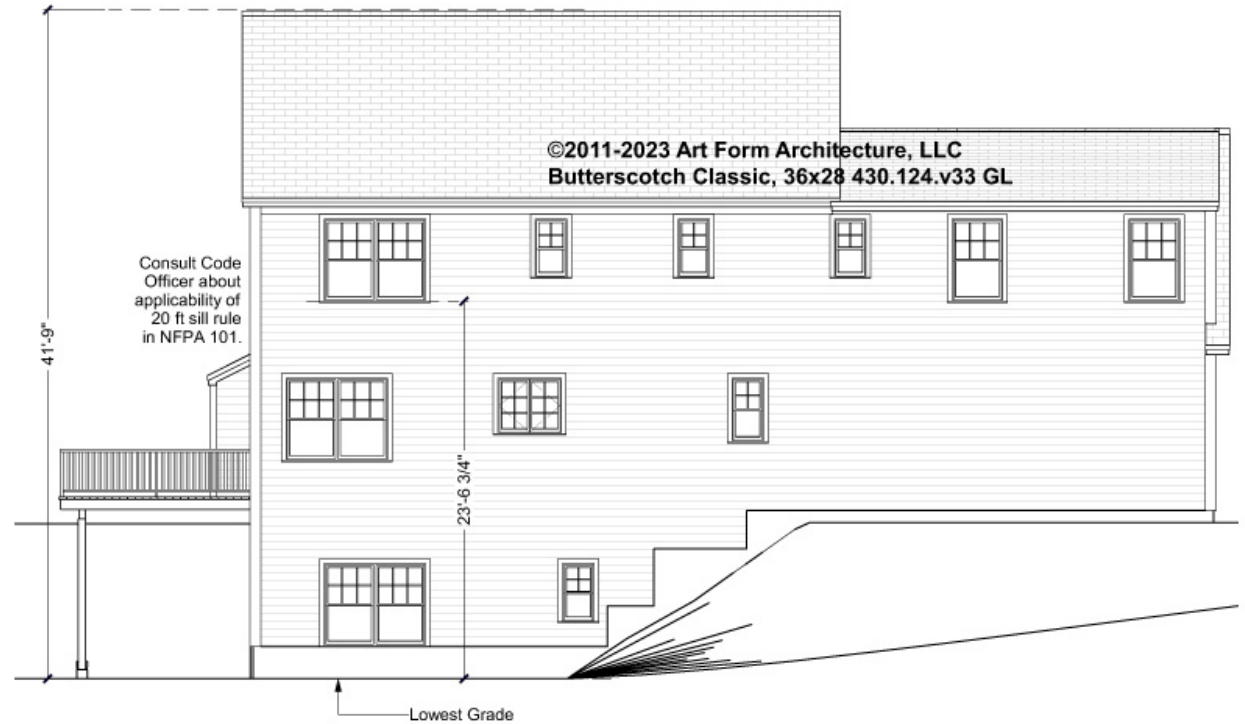 ©2011-2023 Art Form Architecture, LLC
Butterscotch Classic, 36x28 430.124.v33 GL
Consult Code
Officer about
applicability of
20 ft sill rule
in NFPA 101.
41'-9"
23'-6 3/4"
Lowest Grade